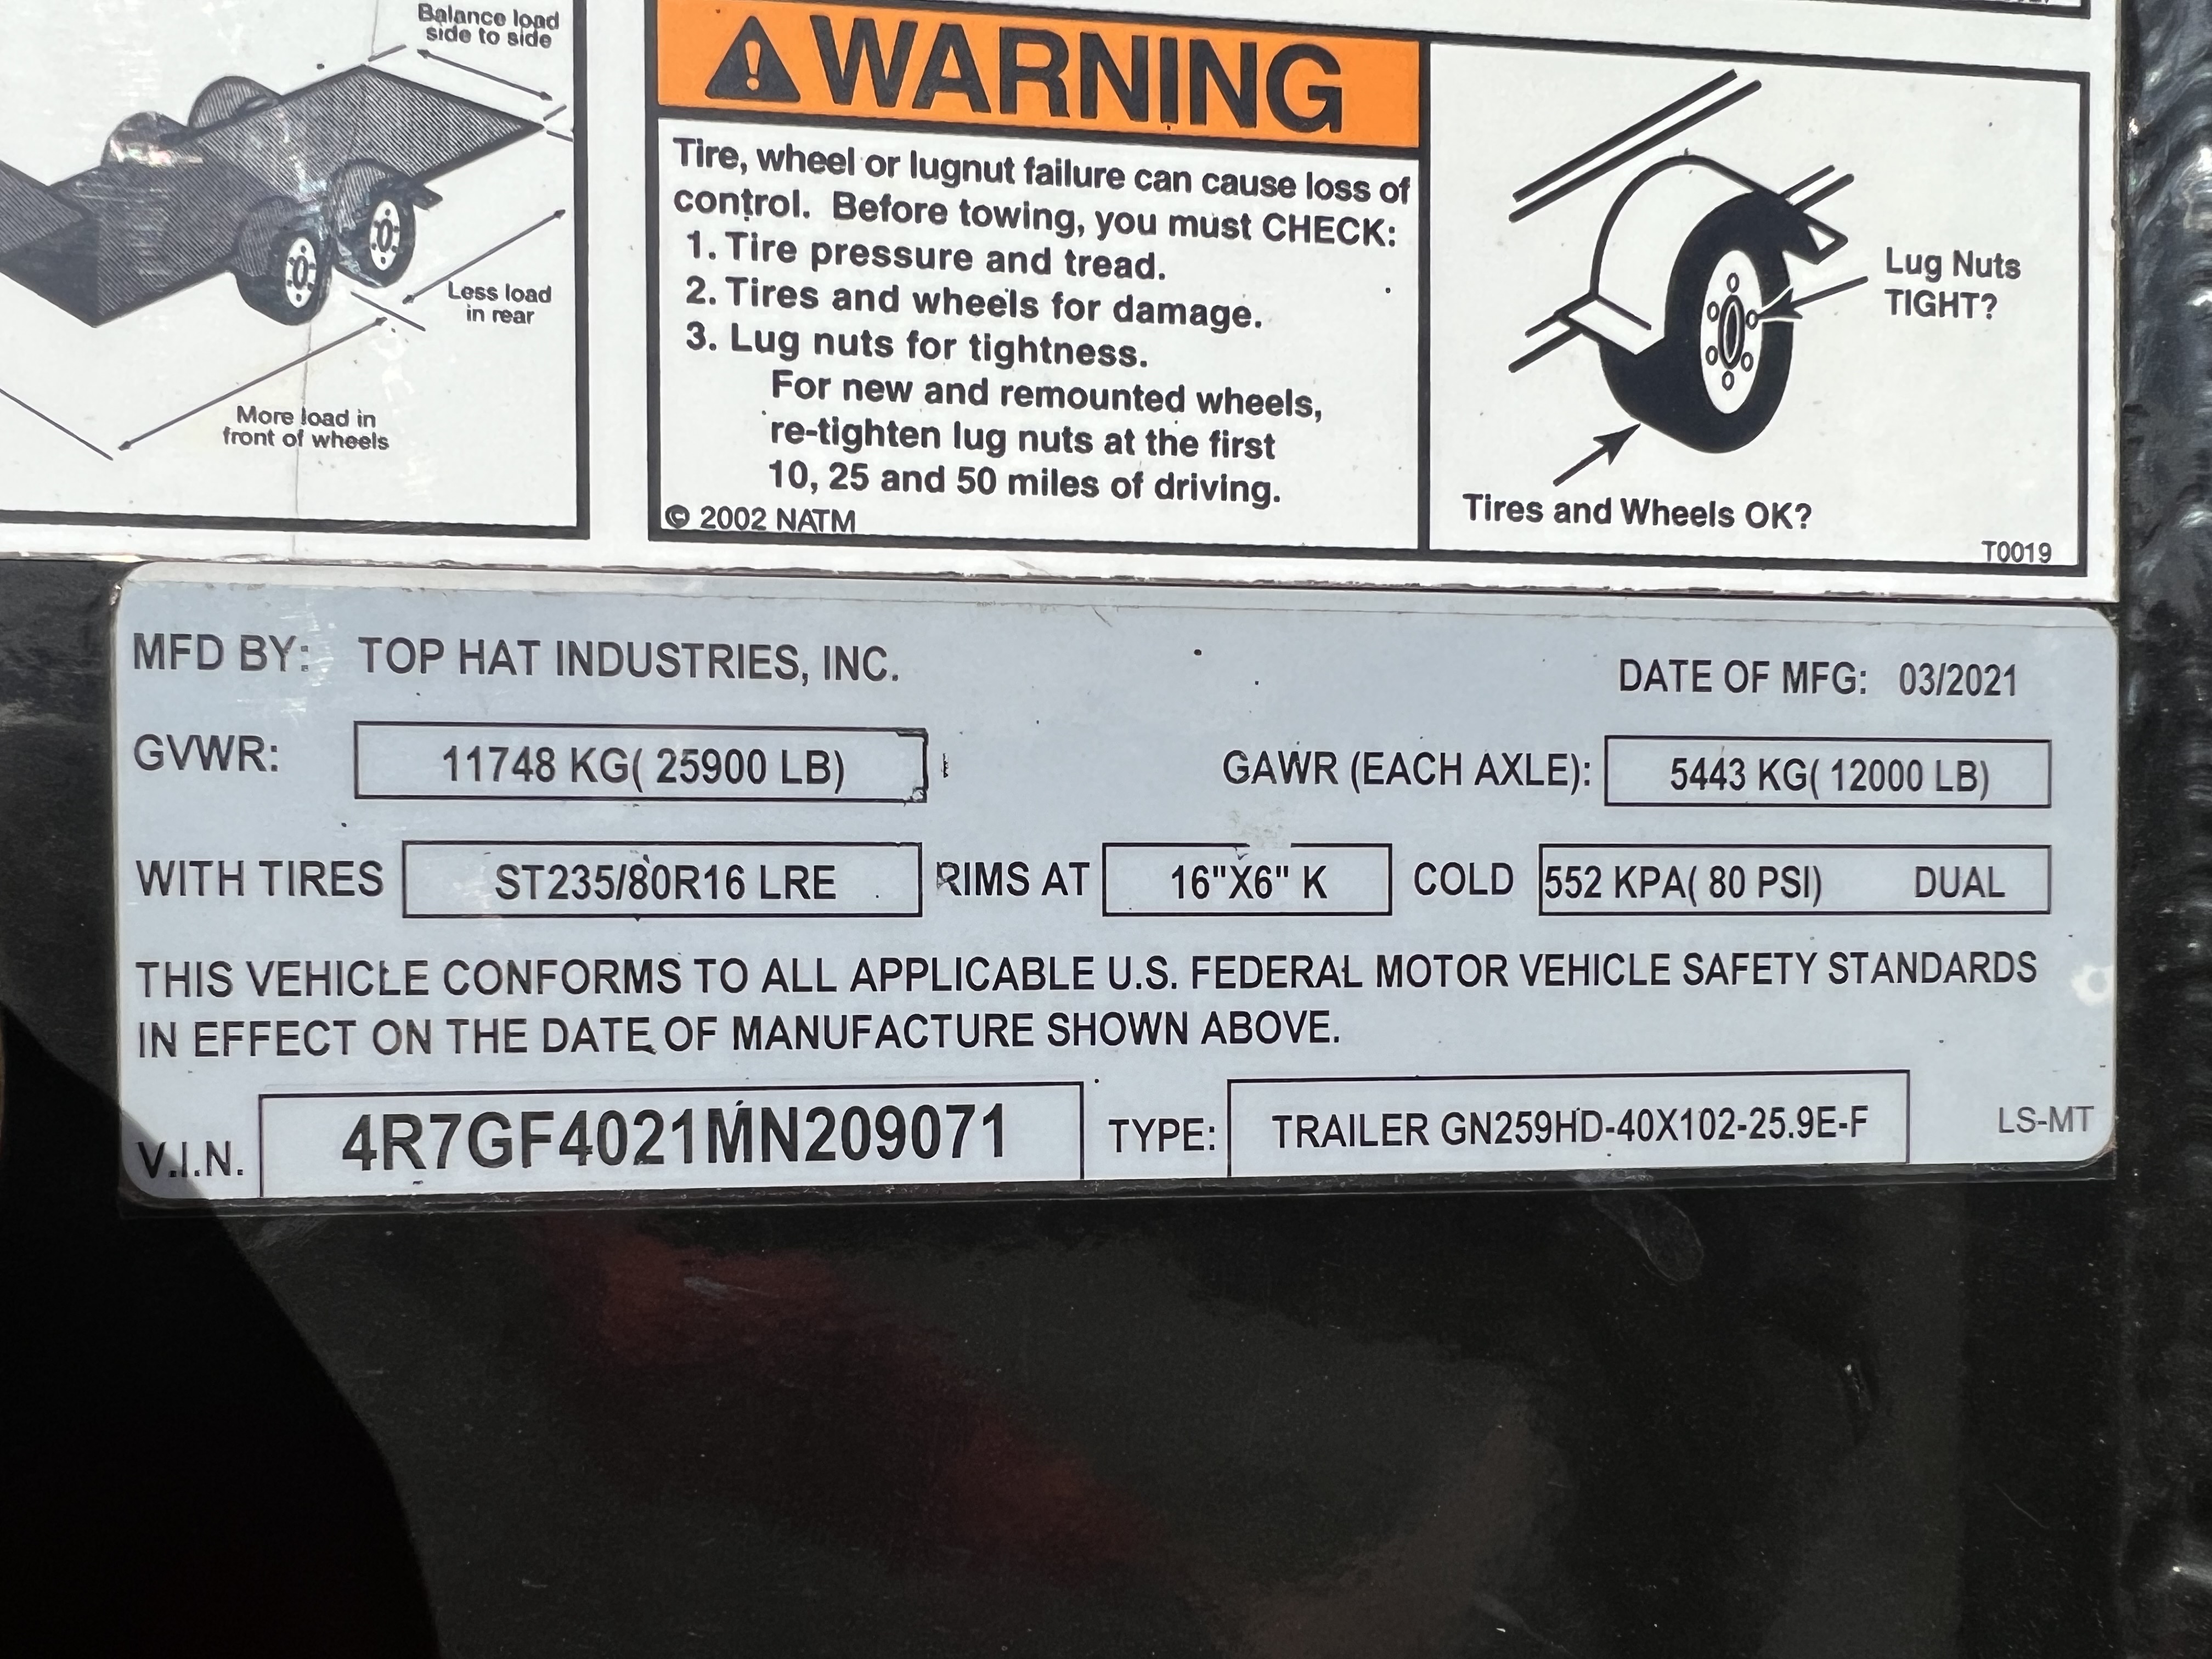 Balance load
side to side
Less load
in rear
More load in
front of wheels
WARNING
Tire, wheel or lugnut failure can cause loss of
control. Before towing, you must CHECK:
1. Tire pressure and tread.
2. Tires and wheels for damage.
3. Lug nuts for tightness.
For new and remounted wheels,
re-tighten lug nuts at the first
10, 25 and 50 miles of driving.
© 2002 NATM
Lug Nuts
TIGHT?
Tires and Wheels OK?
T0019
MFD BY: TOP HAT INDUSTRIES, INC. DATE OF MFG: 03/2021
GVWR: 11748 KG( 25900 LB) GAWR (EACH AXLE): 5443 KG( 12000 LB)
WITH TIRES ST235/80R16 LRE RIMS AT 16"X6" K COLD 552 KPA( 80 PSI) DUAL
THIS VEHICLE CONFORMS TO ALL APPLICABLE U.S. FEDERAL MOTOR VEHICLE SAFETY STANDARDS
IN EFFECT ON THE DATE OF MANUFACTURE SHOWN ABOVE.
V.I.N. 4R7GF4021MN209071 TYPE: TRAILER GN259HD-40X102-25.9E-F LS-MT